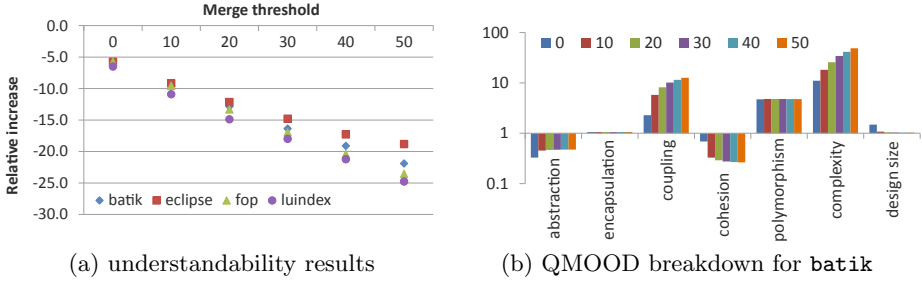 Merge threshold
0.0
0 10 20 30 40 50
-5.0
-10.0
-15.0
-20.0
-25.0
-30.0
Relative increase
batik eclipse fop luindex
(a) understandability results
0 10 20 30 40 50
100
10
1
0.1
abstraction
encapsulation
coupling
cohesion
polymorphism
complexity
design size
(b) QMOOD breakdown for batik